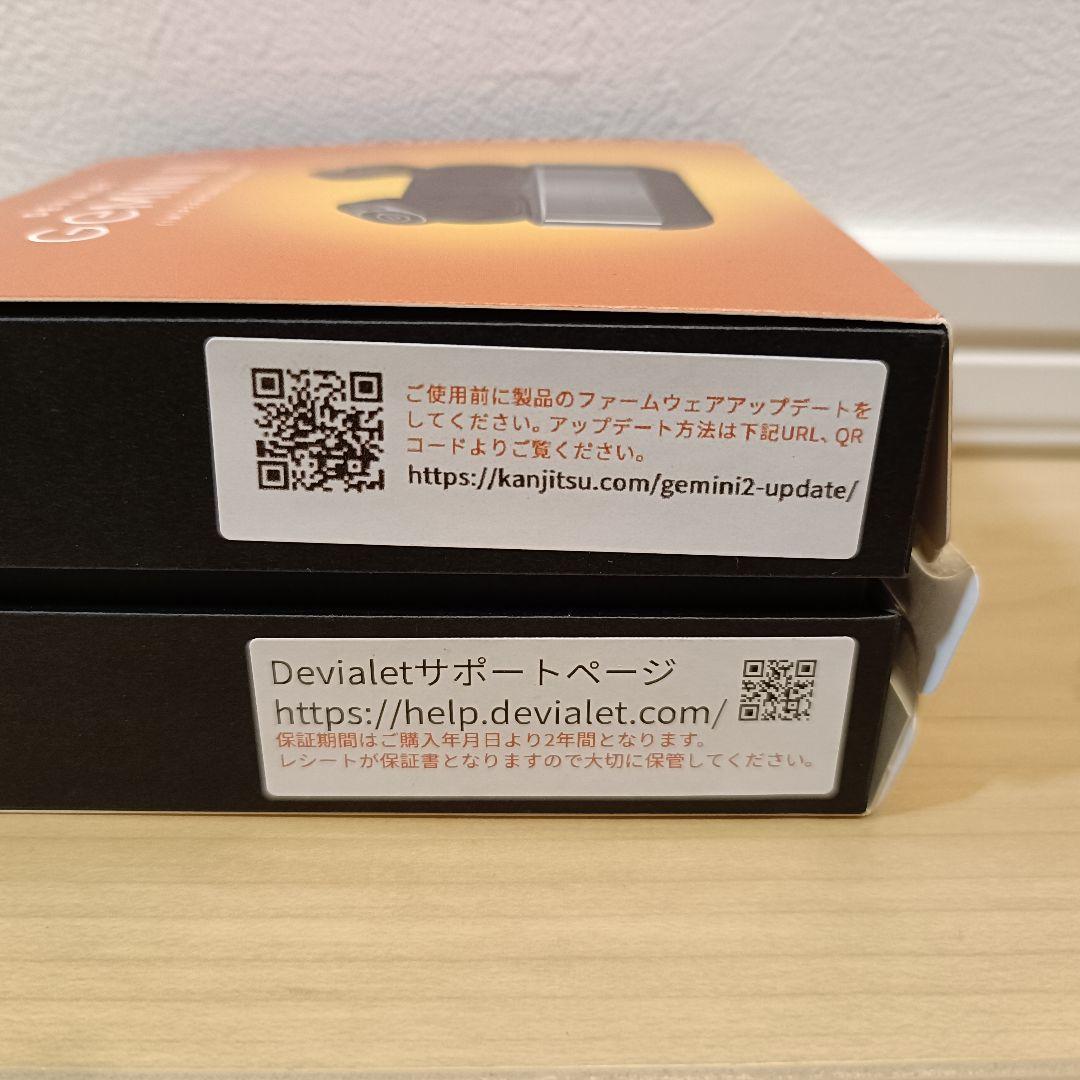 GEMINI II
ご使用前に製品のファームウェアアップデートを
してください。アップデート方法は下記URL、QR
コードよりご覧ください。
https://kanjitsu.com/gemini2-update/
Devialetサポートページ
https://help.devialet.com/
保証期間はご購入年月日より2年間となります。
レシートが保証書となりますので大切に保管してください。